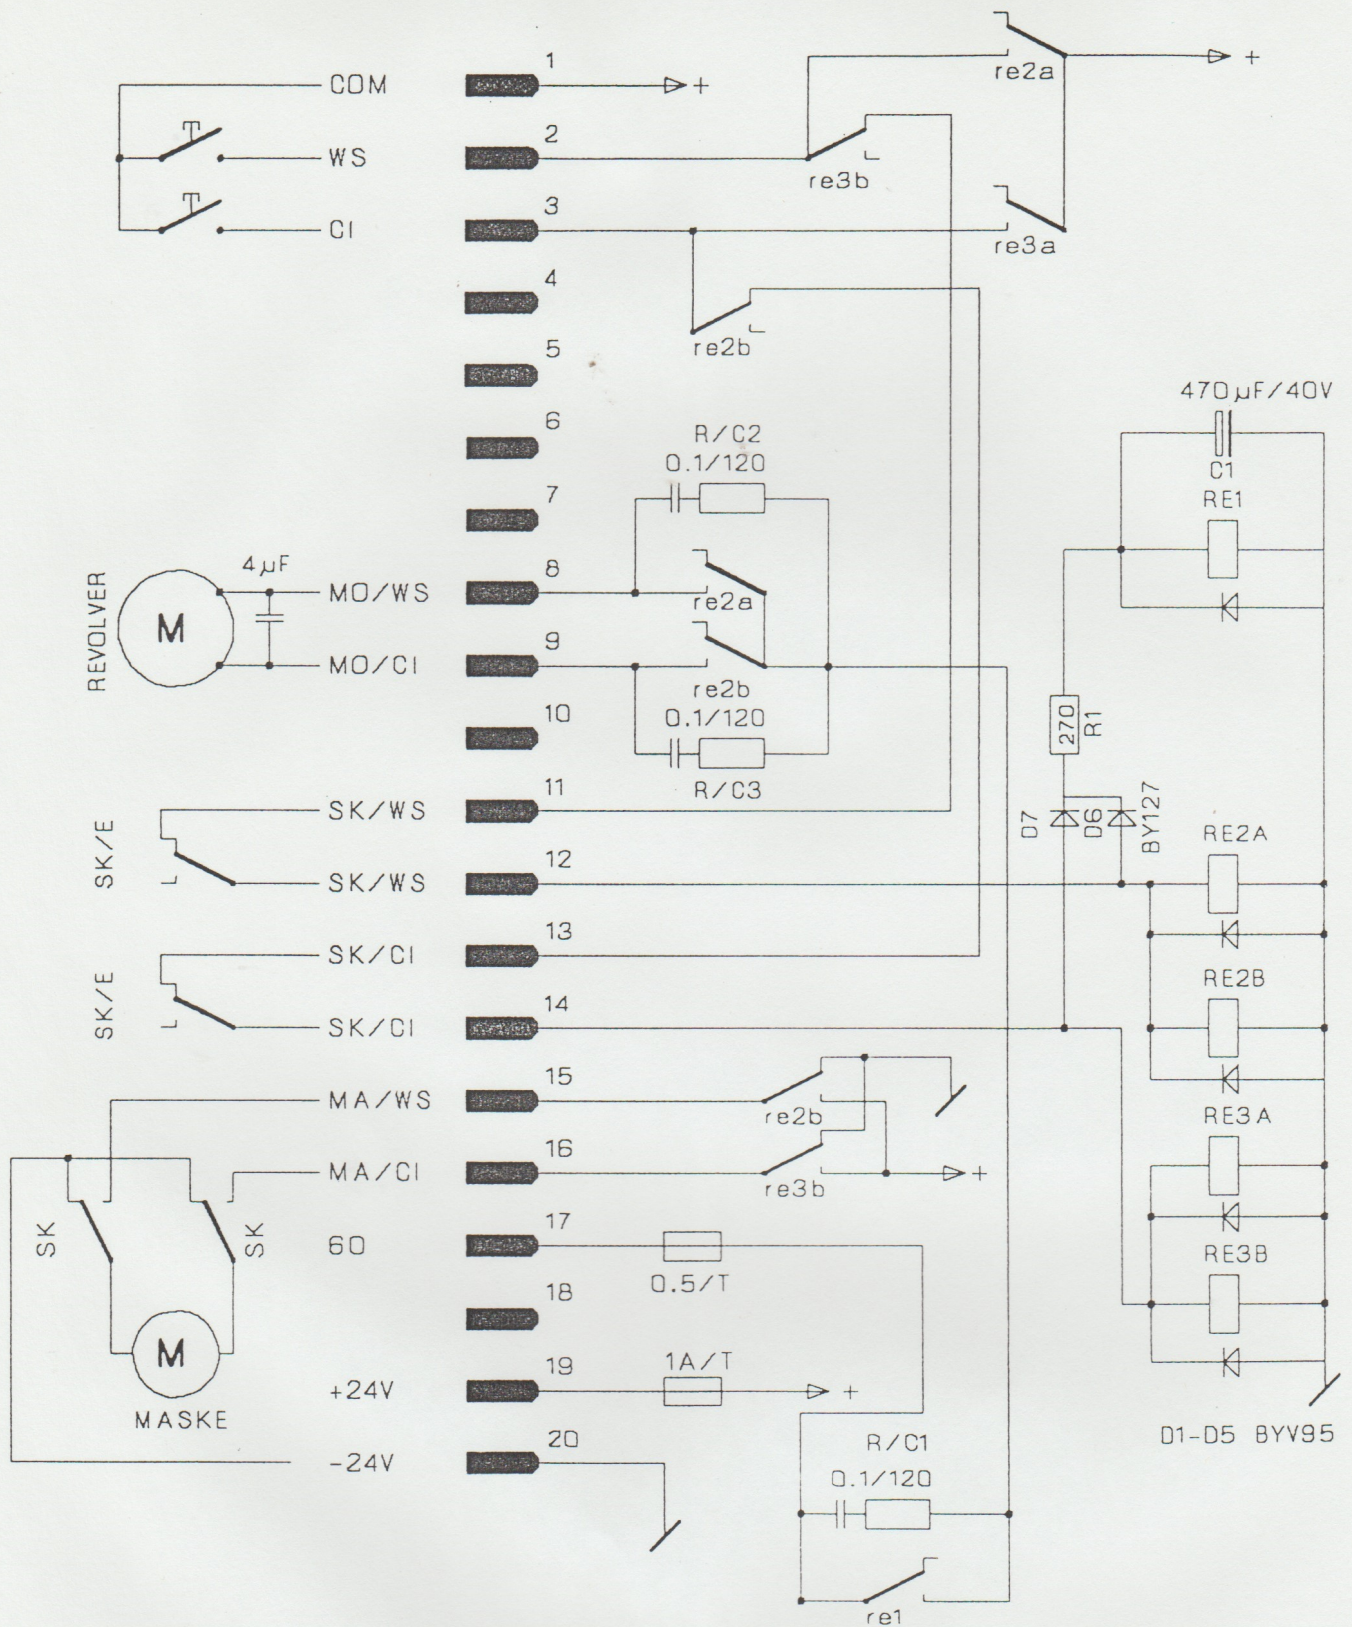 1
COM
+
re2a
+
2
WS
re3b
3
CI
re3a
4
re2b
5
470µF/40V
6
R/C2
0.1/120
C1
RE1
7
4µF
8
MO/WS
re2a
REVOLVER
M
9
MO/CI
re2b
0.1/120
10
270
R1
R/C3
11
SK/WS
D7
D6
BY127
SK/E
RE2A
12
SK/WS
13
SK/CI
SK/E
RE2B
14
SK/CI
15
MA/WS
re2b
RE3A
16
MA/CI
re3b
+
17
SK
SK
60
0.5/T
RE3B
18
M
19
1A/T
+24V
+
MASKE
20
R/C1
D1-D5 BYV95
-24V
0.1/120
re1